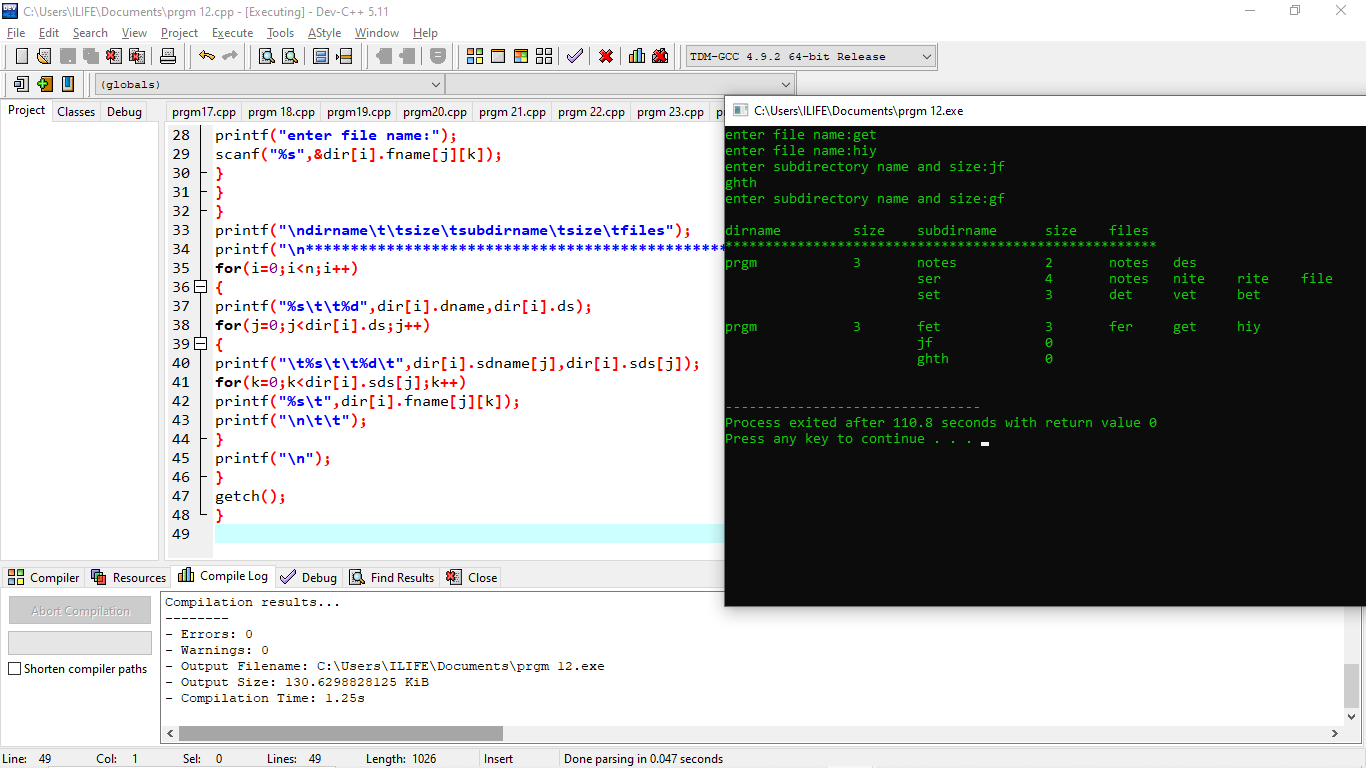 C:\Users\ILIFE\Documents\prgm 12.cpp - [Executing] - Dev-C++ 5.11
File Edit Search View Project Execute Tools AStyle Window Help
TDM-GCC 4.9.2 64-bit Release
(globals)
Project Classes Debug
prgm17.cpp prgm 18.cpp prgm19.cpp prgm20.cpp prgm 21.cpp prgm 22.cpp prgm 23.cpp
28 printf("enter file name:");
29 scanf("%s",&dir[i].fname[j][k]);
30 }
31 }
32 }
33 printf("\ndirname\t\tsize\tsubdirname\tsize\tfiles");
34 printf("\n***********************************************
35 for(i=0;i<n;i++)
36 {
37 printf("%s\t\t%d",dir[i].dname,dir[i].ds);
38 for(j=0;j<dir[i].ds;j++)
39 {
40 printf("\t%s\t\t%d\t",dir[i].sdname[j],dir[i].sds[j]);
41 for(k=0;k<dir[i].sds[j];k++)
42 printf("%s\t",dir[i].fname[j][k]);
43 printf("\n\t\t");
44 }
45 printf("\n");
46 }
47 getch();
48 }
49
C:\Users\ILIFE\Documents\prgm 12.exe
enter file name:get
enter file name:hiy
enter subdirectory name and size:jf
ghth
enter subdirectory name and size:gf
dirname size subdirname size files
******************************************************
prgm 3 notes 2 notes des
ser 4 notes nite rite file
set 3 det vet bet
prgm 3 fet 3 fer get hiy
jf 0
ghth 0
--------------------------------
Process exited after 110.8 seconds with return value 0
Press any key to continue . . .
Compiler Resources Compile Log Debug Find Results Close
Abort Compilation
Shorten compiler paths
Compilation results...
--------
- Errors: 0
- Warnings: 0
- Output Filename: C:\Users\ILIFE\Documents\prgm 12.exe
- Output Size: 130.6298828125 KiB
- Compilation Time: 1.25s
Line: 49 Col: 1 Sel: 0 Lines: 49 Length: 1026 Insert Done parsing in 0.047 seconds